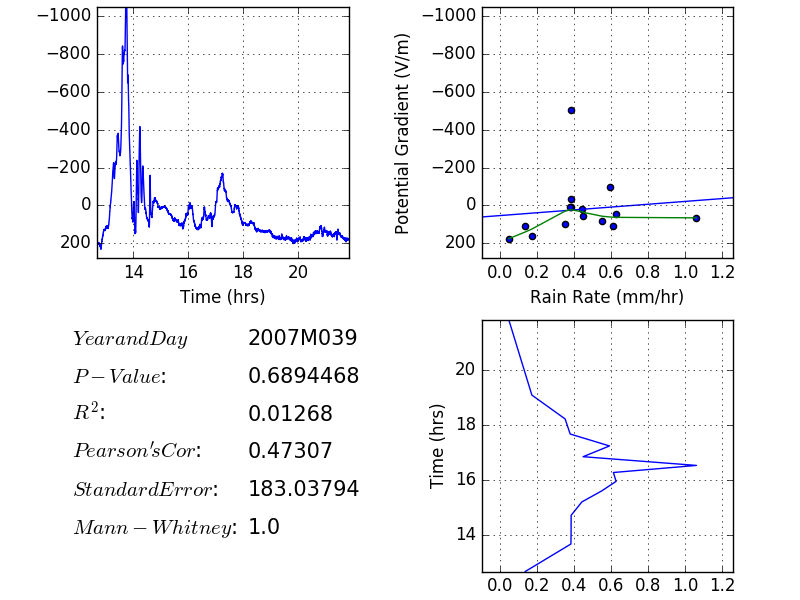 −1000
−800
−600
−400
−200
0
200
14 16 18 20
Time (hrs)
Potential Gradient (V/m)
−1000
−800
−600
−400
−200
0
200
0.0 0.2 0.4 0.6 0.8 1.0 1.2
Rain Rate (mm/hr)
YearandDay 2007M039
P − Value: 0.6894468
R²: 0.01268
Pearson'sCor: 0.47307
StandardError: 183.03794
Mann − Whitney: 1.0
Time (hrs)
20
18
16
14
0.0 0.2 0.4 0.6 0.8 1.0 1.2